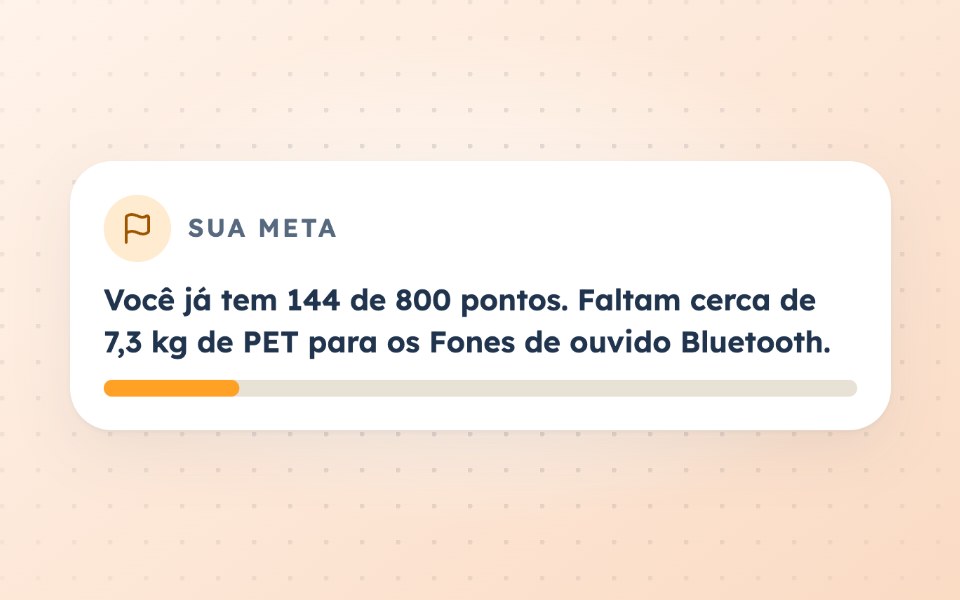 SUA META
Você já tem 144 de 800 pontos. Faltam cerca de
7,3 kg de PET para os Fones de ouvido Bluetooth.